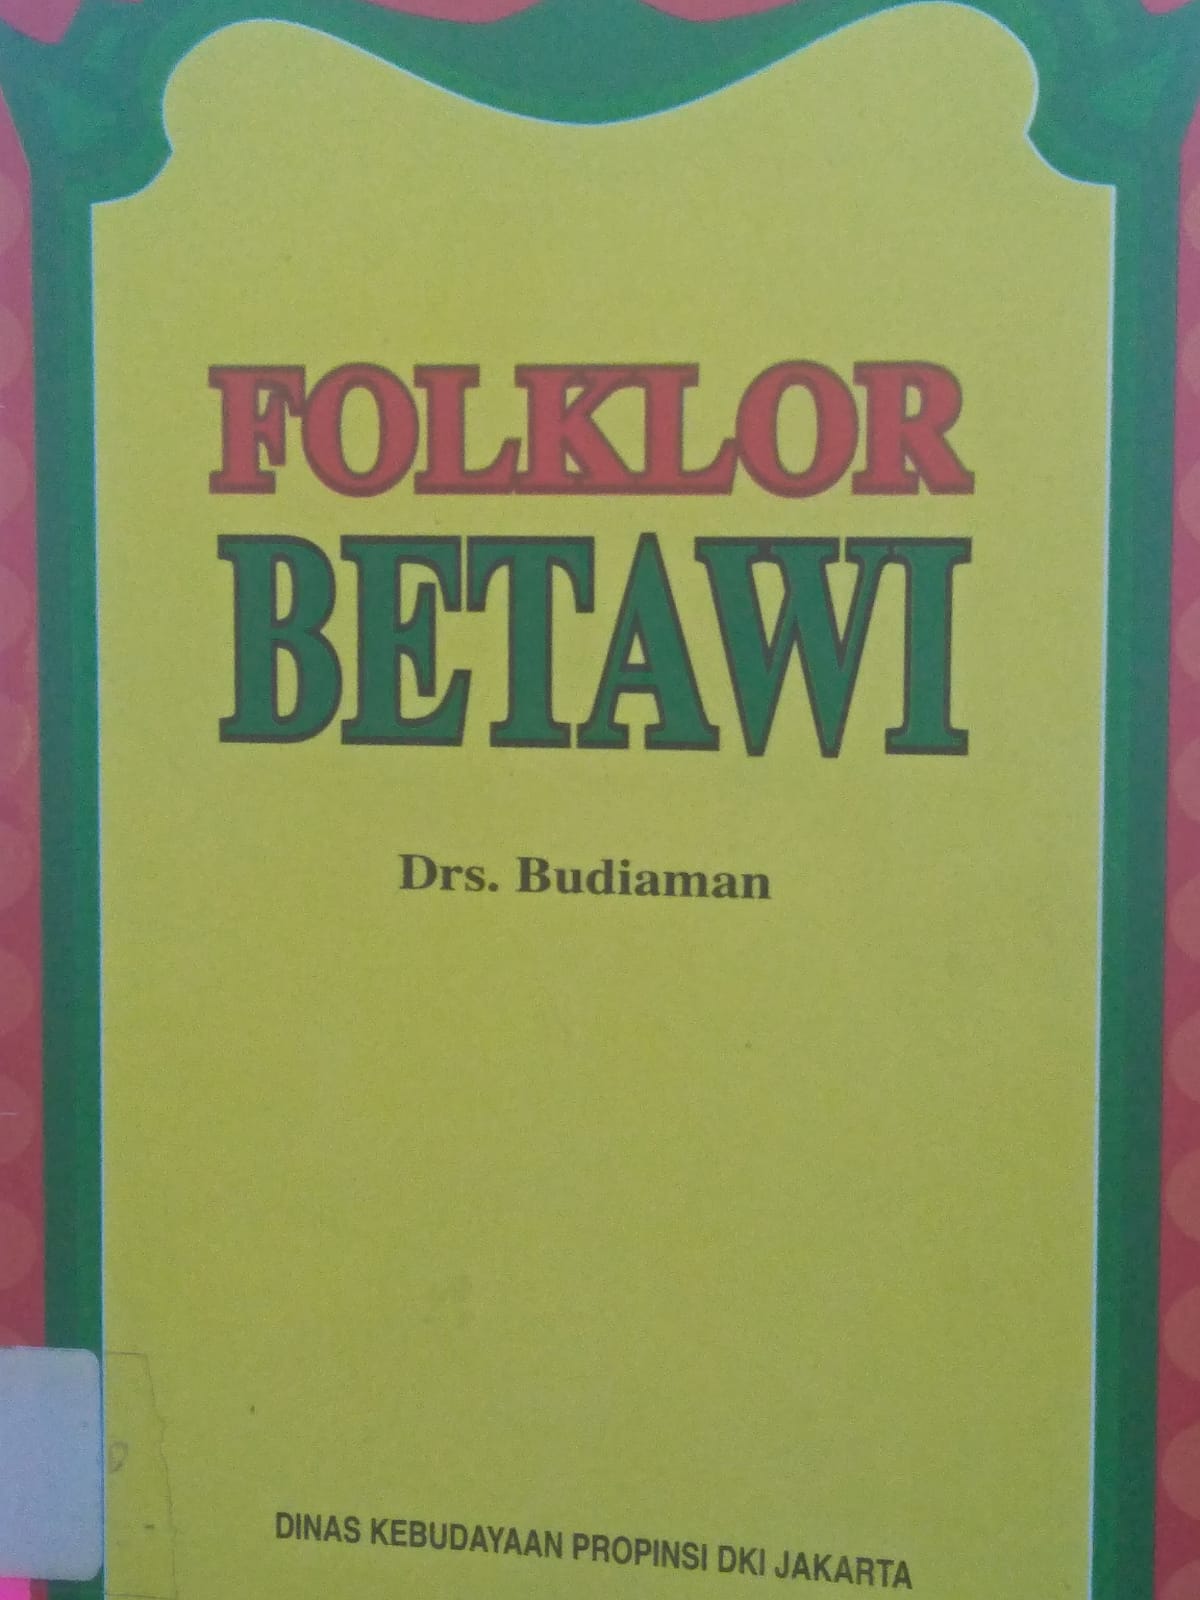 FOLKLOR
BETAWI
Drs. Budiaman
DINAS KEBUDAYAAN PROPINSI DKI JAKARTA